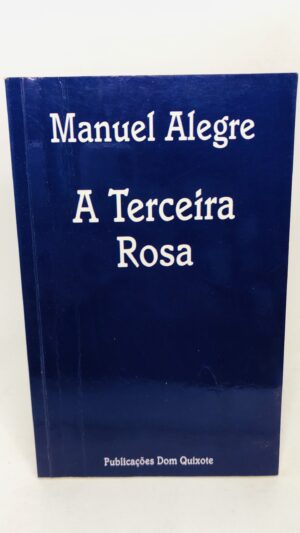 Manuel Alegre
A Terceira
Rosa
Publicações Dom Quixote